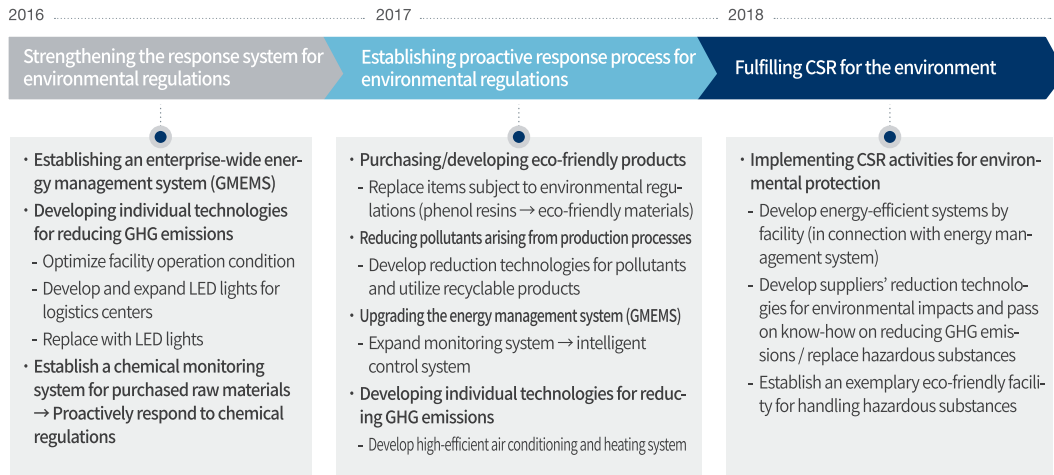 2016
2017
2018
Strengthening the response system for
environmental regulations
Establishing proactive response process for
environmental regulations
Fulfilling CSR for the environment
· Establishing an enterprise-wide ener-
gy management system (GMEMS)
· Developing individual technologies
for reducing GHG emissions
- Optimize facility operation condition
- Develop and expand LED lights for
logistics centers
- Replace with LED lights
· Establish a chemical monitoring
system for purchased raw materials
→ Proactively respond to chemical
regulations
· Purchasing/developing eco-friendly products
- Replace items subject to environmental regu-
lations (phenol resins → eco-friendly materials)
· Reducing pollutants arising from production processes
- Develop reduction technologies for pollutants
and utilize recyclable products
· Upgrading the energy management system (GMEMS)
- Expand monitoring system → intelligent
control system
· Developing individual technologies for reduc-
ing GHG emissions
- Develop high-efficient air conditioning and heating system
· Implementing CSR activities for environ-
mental protection
- Develop energy-efficient systems by
facility (in connection with energy man-
agement system)
- Develop suppliers’ reduction technolo-
gies for environmental impacts and pass
on know-how on reducing GHG emis-
sions / replace hazardous substances
- Establish an exemplary eco-friendly facili-
ty for handling hazardous substances